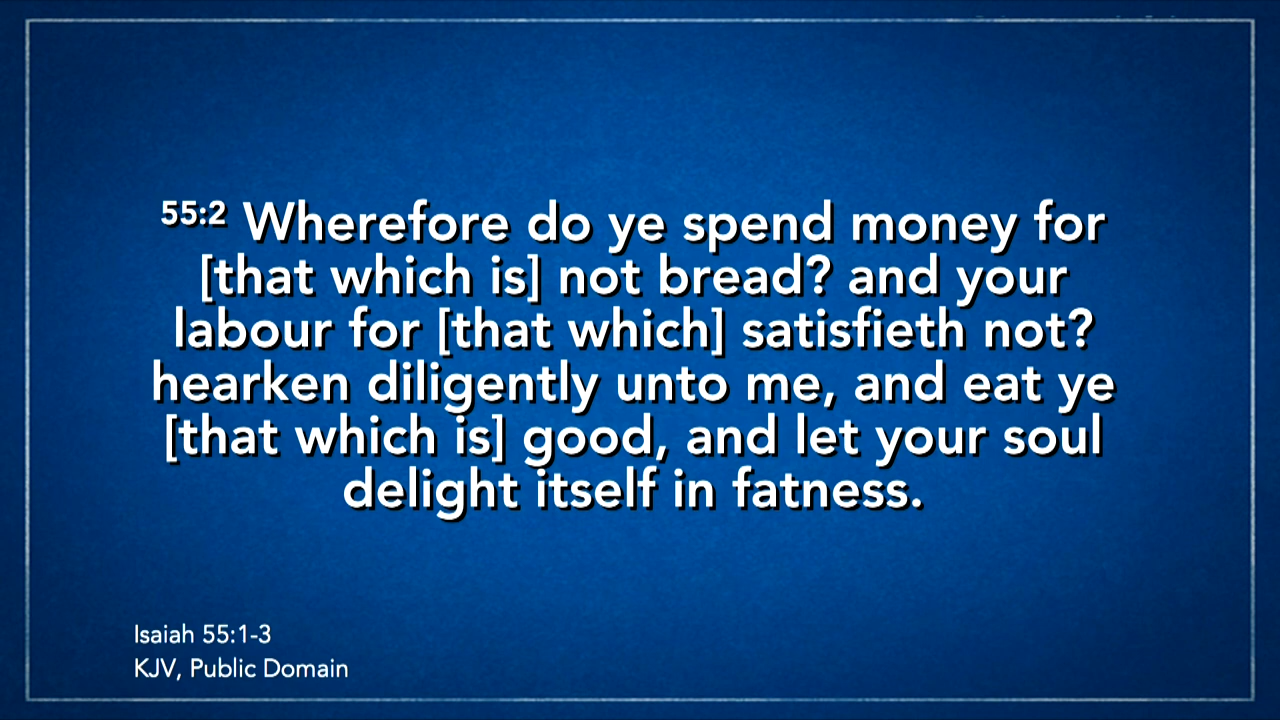 55:2 Wherefore do ye spend money for
[that which is] not bread? and your
labour for [that which] satisfieth not?
hearken diligently unto me, and eat ye
[that which is] good, and let your soul
delight itself in fatness.
Isaiah 55:1-3
KJV, Public Domain